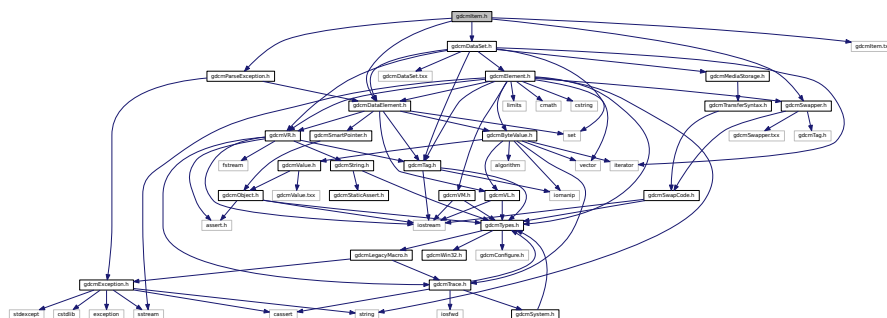 gdcmItem.h
gdcmDataSet.h
gdcmItem.tx
gdcmParseException.h
gdcmDataSet.txx
gdcmElement.h
gdcmMediaStorage.h
gdcmDataElement.h
limits
cmath
cstring
gdcmTransferSyntax.h
gdcmSwapper.h
gdcmVR.h
gdcmSmartPointer.h
gdcmByteValue.h
set
gdcmSwapper.txx
gdcmTag.h
fstream
gdcmValue.h
gdcmString.h
gdcmTag.h
algorithm
vector
iterator
gdcmObject.h
gdcmValue.txx
gdcmStaticAssert.h
gdcmVM.h
gdcmVL.h
iomanip
gdcmSwapCode.h
assert.h
iostream
gdcmTypes.h
gdcmLegacyMacro.h
gdcmWin32.h
gdcmConfigure.h
gdcmException.h
gdcmTrace.h
stdexcept
cstdlib
exception
sstream
cassert
string
iosfwd
gdcmSystem.h